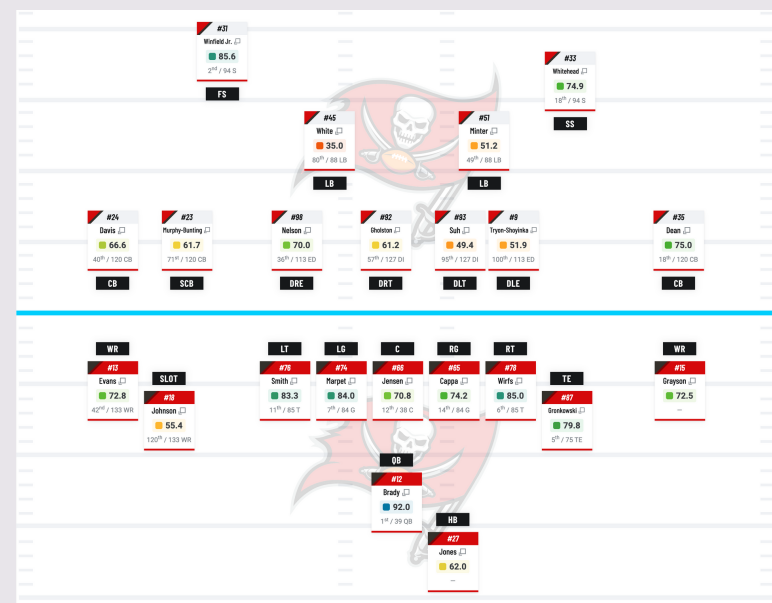 #31
Winfield Jr.
85.6
2nd / 94 S
FS
#33
Whitehead
74.9
18th / 94 S
SS
#45
White
35.0
80th / 88 LB
LB
#51
Minter
51.2
49th / 88 LB
LB
#24
Davis
66.6
40th / 120 CB
CB
#23
Murphy-Bunting
61.7
71st / 120 CB
SCB
#98
Nelson
70.0
36th / 113 ED
DRE
#92
Gholston
61.2
57th / 127 DI
DRT
#93
Suh
49.4
95th / 127 DI
DLT
#9
Tryon-Shoyinka
51.9
100th / 113 ED
DLE
#35
Dean
75.0
18th / 120 CB
CB
WR
#13
Evans
72.8
42nd / 133 WR
SLOT
#18
Johnson
55.4
120th / 133 WR
LT
#76
Smith
83.3
11th / 85 T
LG
#74
Marpet
84.0
7th / 84 G
C
#66
Jensen
70.8
12th / 38 C
RG
#65
Cappa
74.2
14th / 84 G
RT
#78
Wirfs
85.0
6th / 85 T
TE
#87
Gronkowski
79.8
5th / 75 TE
WR
#15
Grayson
72.5
–
QB
#12
Brady
92.0
1st / 39 QB
HB
#27
Jones
62.0
–